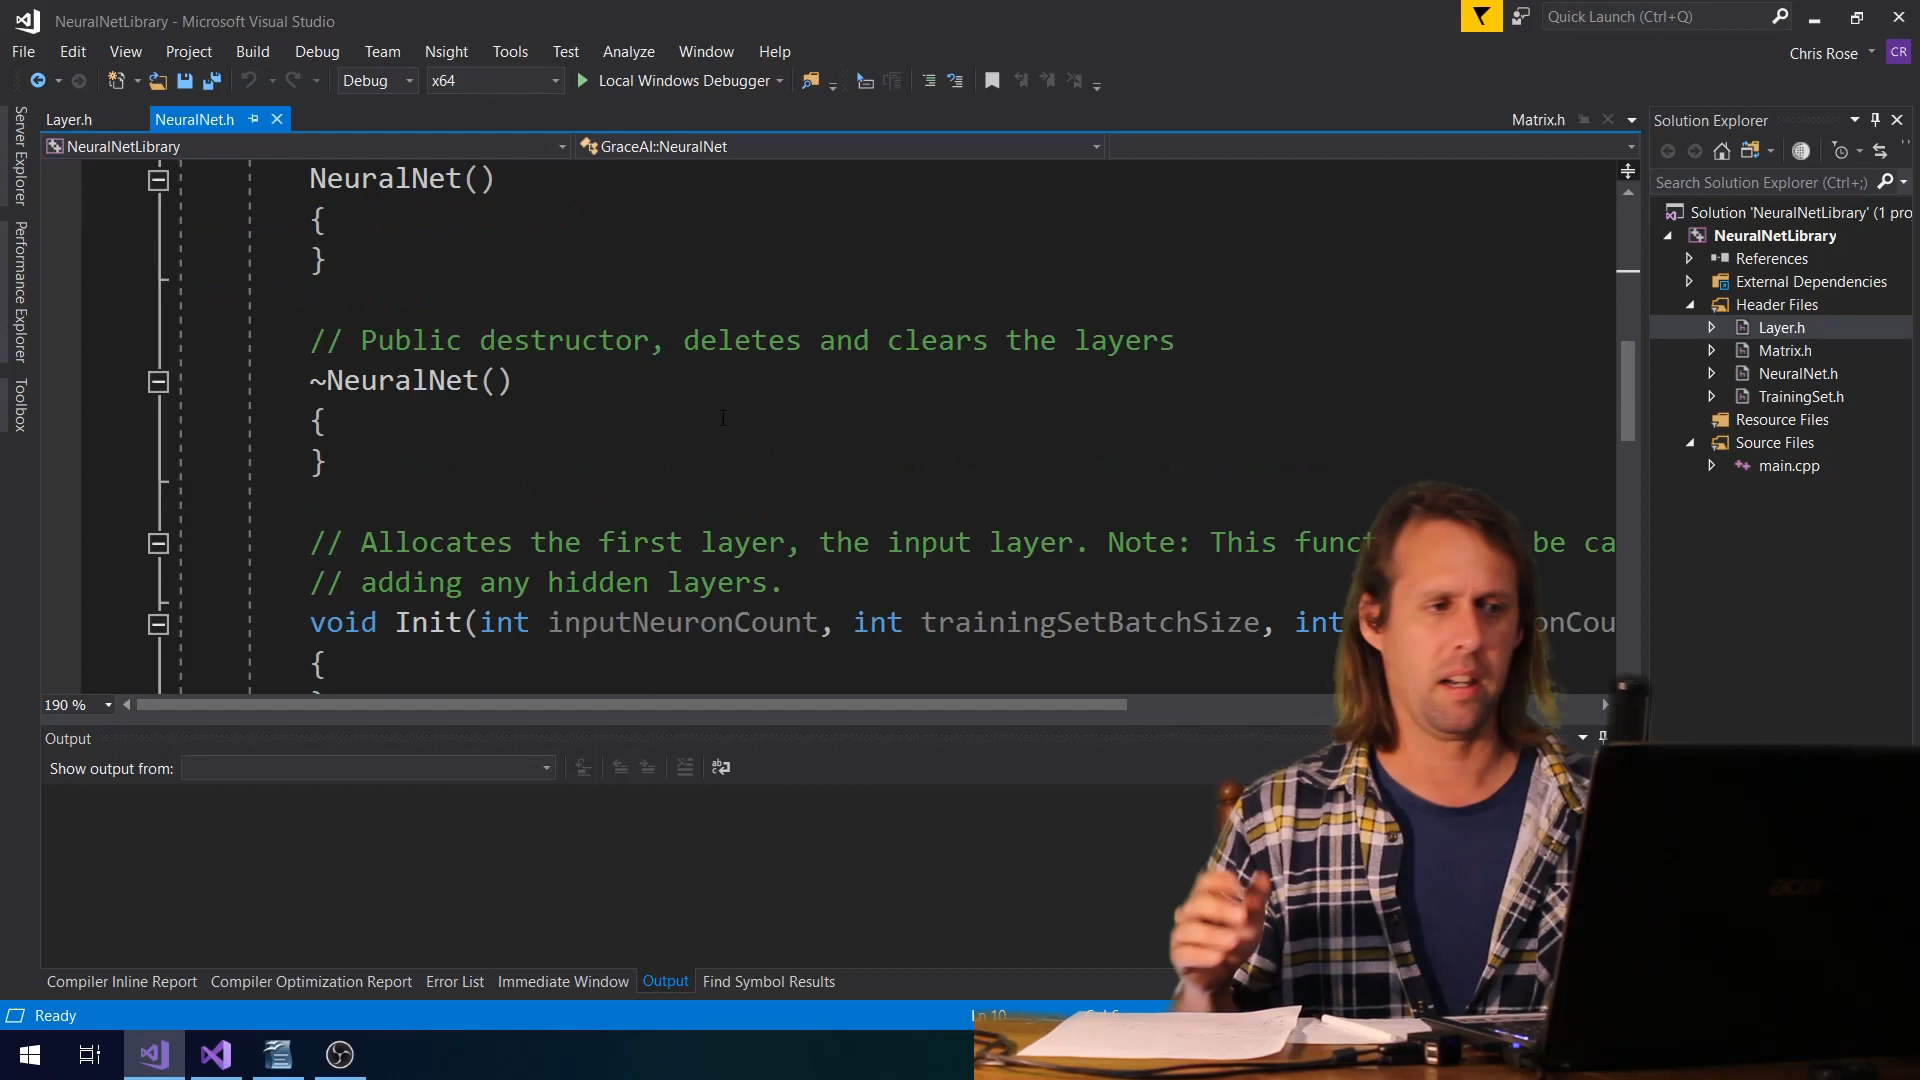 NeuralNetLibrary - Microsoft Visual Studio
Quick Launch (Ctrl+Q)
File Edit View Project Build Debug Team Nsight Tools Test Analyze Window Help
Chris Rose CR
Debug x64 Local Windows Debugger
Server Explorer
Performance Explorer
Toolbox
Layer.h NeuralNet.h Matrix.h
NeuralNetLibrary GraceAI::NeuralNet
NeuralNet()
{
}
// Public destructor, deletes and clears the layers
~NeuralNet()
{
}
// Allocates the first layer, the input layer. Note: This funct be ca
// adding any hidden layers.
void Init(int inputNeuronCount, int trainingSetBatchSize, int onCou
{
190 %
Output
Show output from:
Compiler Inline Report Compiler Optimization Report Error List Immediate Window Output Find Symbol Results
Ready Ln 10
Solution Explorer
Search Solution Explorer (Ctrl+;)
Solution 'NeuralNetLibrary' (1 pro
NeuralNetLibrary
References
External Dependencies
Header Files
Layer.h
Matrix.h
NeuralNet.h
TrainingSet.h
Resource Files
Source Files
main.cpp
acer